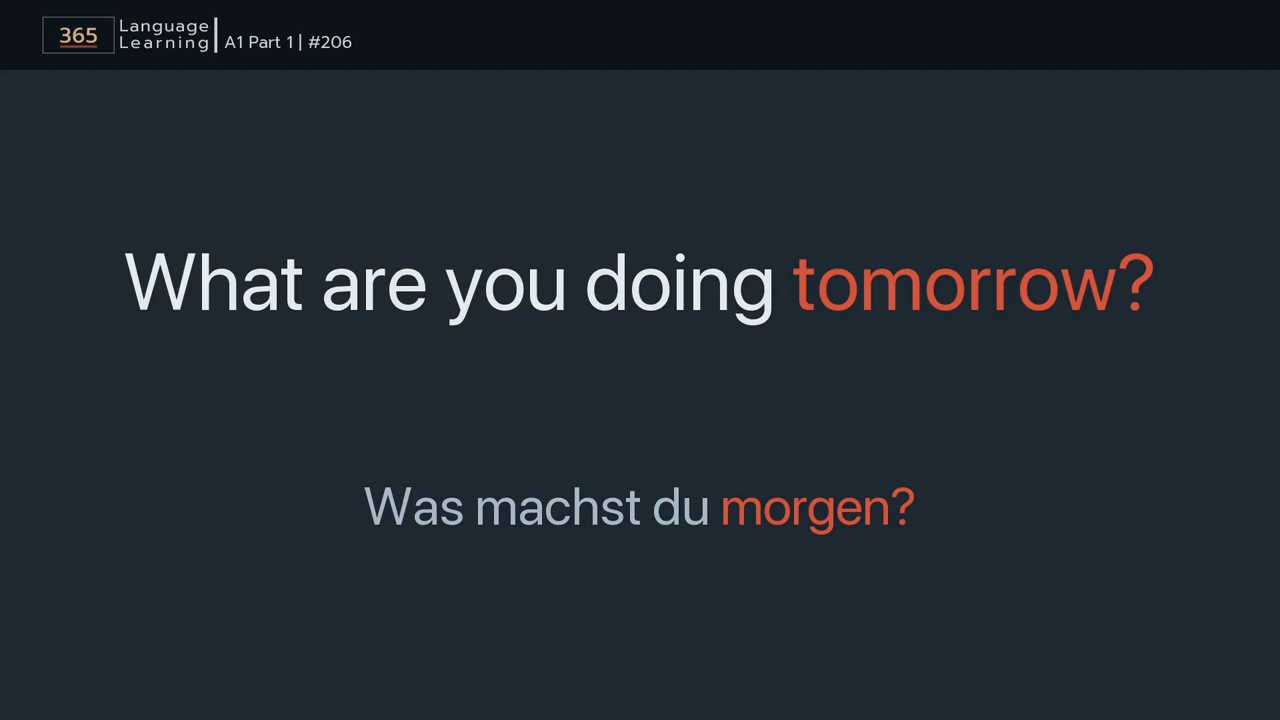 365
Language
Learning
A1 Part 1 | #206
What are you doing tomorrow?
Was machst du morgen?